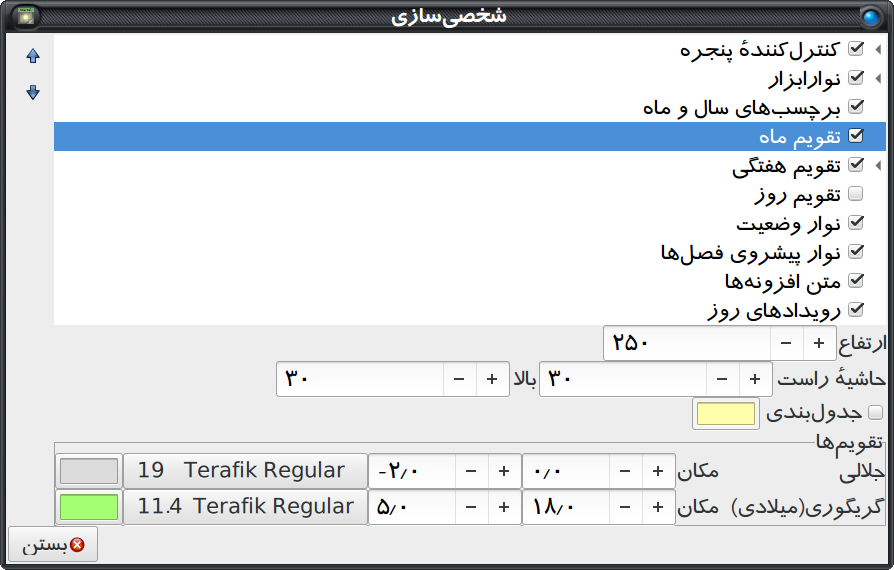 شخصی‌سازی
کنترل‌کنندهٔ پنجره
نوارابزار
برچسب‌های سال و ماه
تقویم ماه
تقویم هفتگی
تقویم روز
نوار وضعیت
نوار پیشروی فصل‌ها
متن افزونه‌ها
رویدادهای روز
ارتفاع + − ۲۵۰
حاشیهٔ راست + − ۳۰ بالا + − ۳۰
جدول‌بندی
تقویم‌ها
جلالی مکان + − ۰٫۰ + − -۲٫۰ Terafik Regular 19
گریگوری(میلادی) مکان + − ۱۸٫۰ + − ۵٫۰ Terafik Regular 11.4
بستن